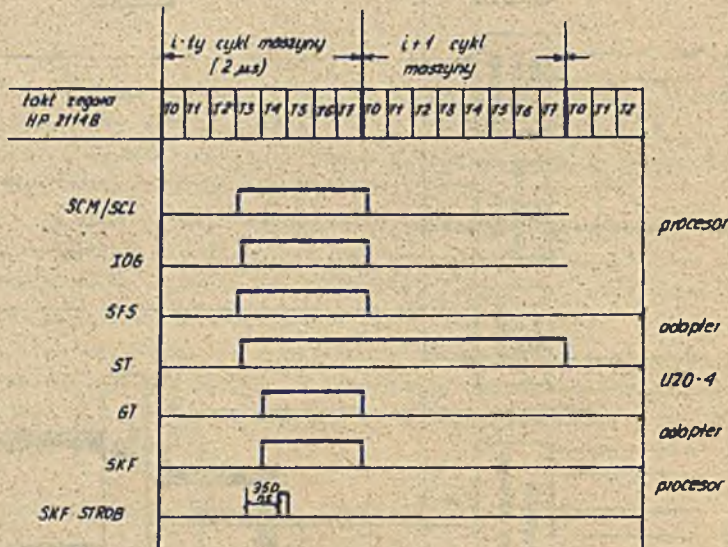 i-ty cykl maszyny
(2 µs)
i+1 cykl
maszyny
takt zegara
HP 2114B
T0 T1 T2 T3 T4 T5 T6 T7 T0 T1 T2 T3 T4 T5 T6 T7 T0 T1 T2
SCM/SCL
IOG
SFS
ST
GT
SKF
350
ns
SKF STROB
procesor
adapter
U20-4
adapter
procesor